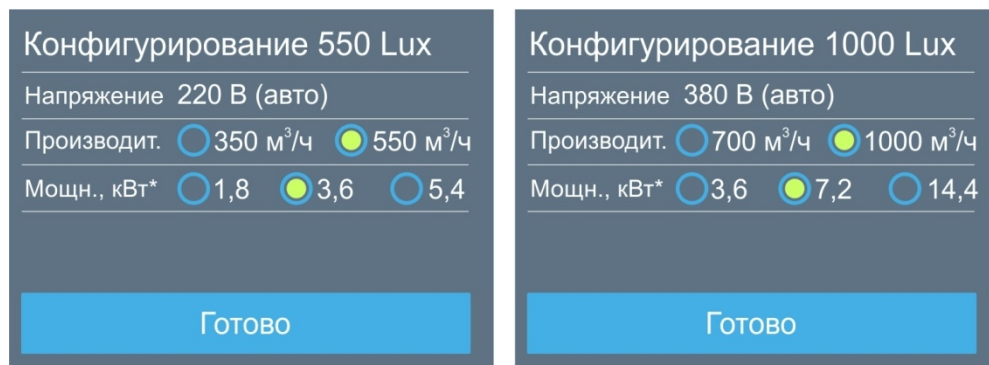 Конфигурирование 550 Lux
Напряжение 220 В (авто)
Производит. 350 м³/ч 550 м³/ч
Мощн., кВт* 1,8 3,6 5,4
Готово
Конфигурирование 1000 Lux
Напряжение 380 В (авто)
Производит. 700 м³/ч 1000 м³/ч
Мощн., кВт* 3,6 7,2 14,4
Готово